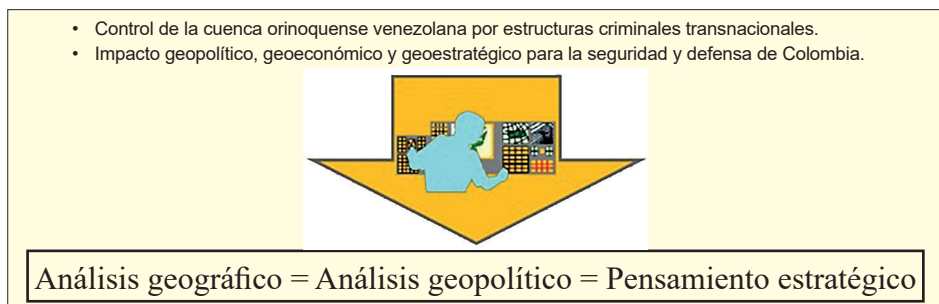 • Control de la cuenca orinoquense venezolana por estructuras criminales transnacionales.
• Impacto geopolítico, geoeconómico y geoestratégico para la seguridad y defensa de Colombia.
Análisis geográfico = Análisis geopolítico = Pensamiento estratégico